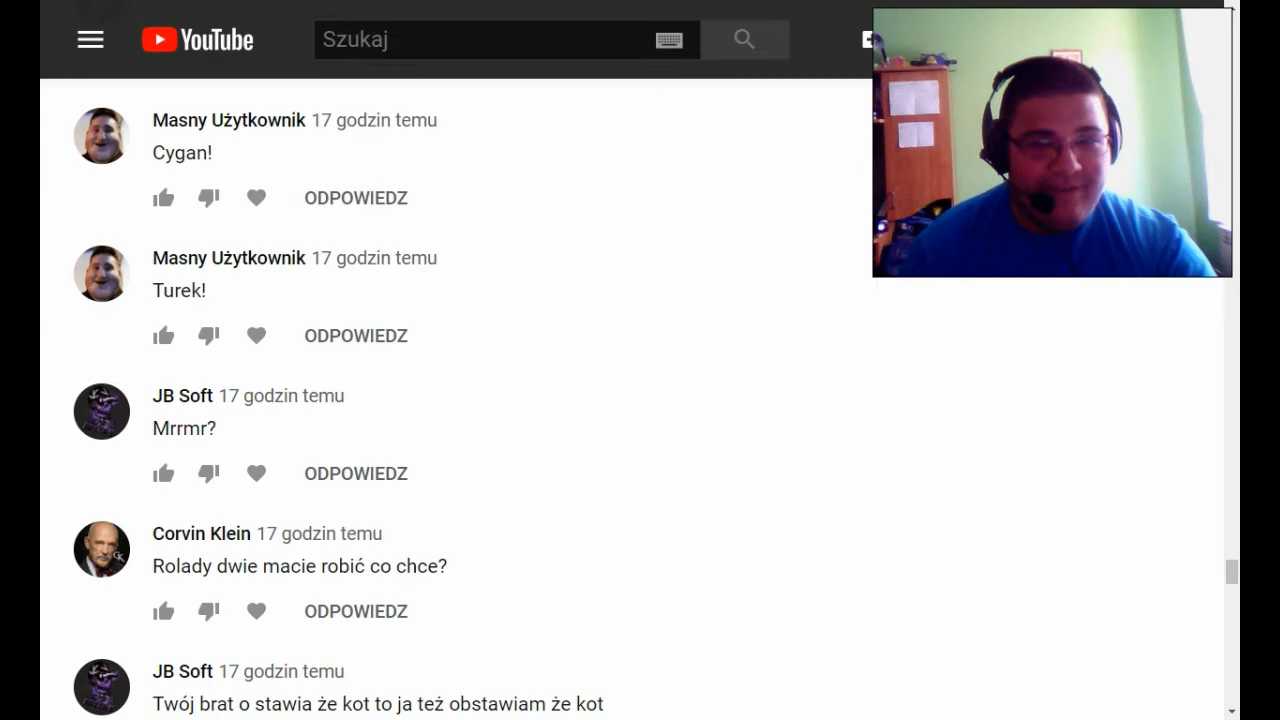 YouTube
Szukaj
Masny Użytkownik 17 godzin temu
Cygan!
ODPOWIEDZ
Masny Użytkownik 17 godzin temu
Turek!
ODPOWIEDZ
JB Soft 17 godzin temu
Mrrmr?
ODPOWIEDZ
Corvin Klein 17 godzin temu
Rolady dwie macie robić co chce?
ODPOWIEDZ
JB Soft 17 godzin temu
Twój brat o stawia że kot to ja też obstawiam że kot